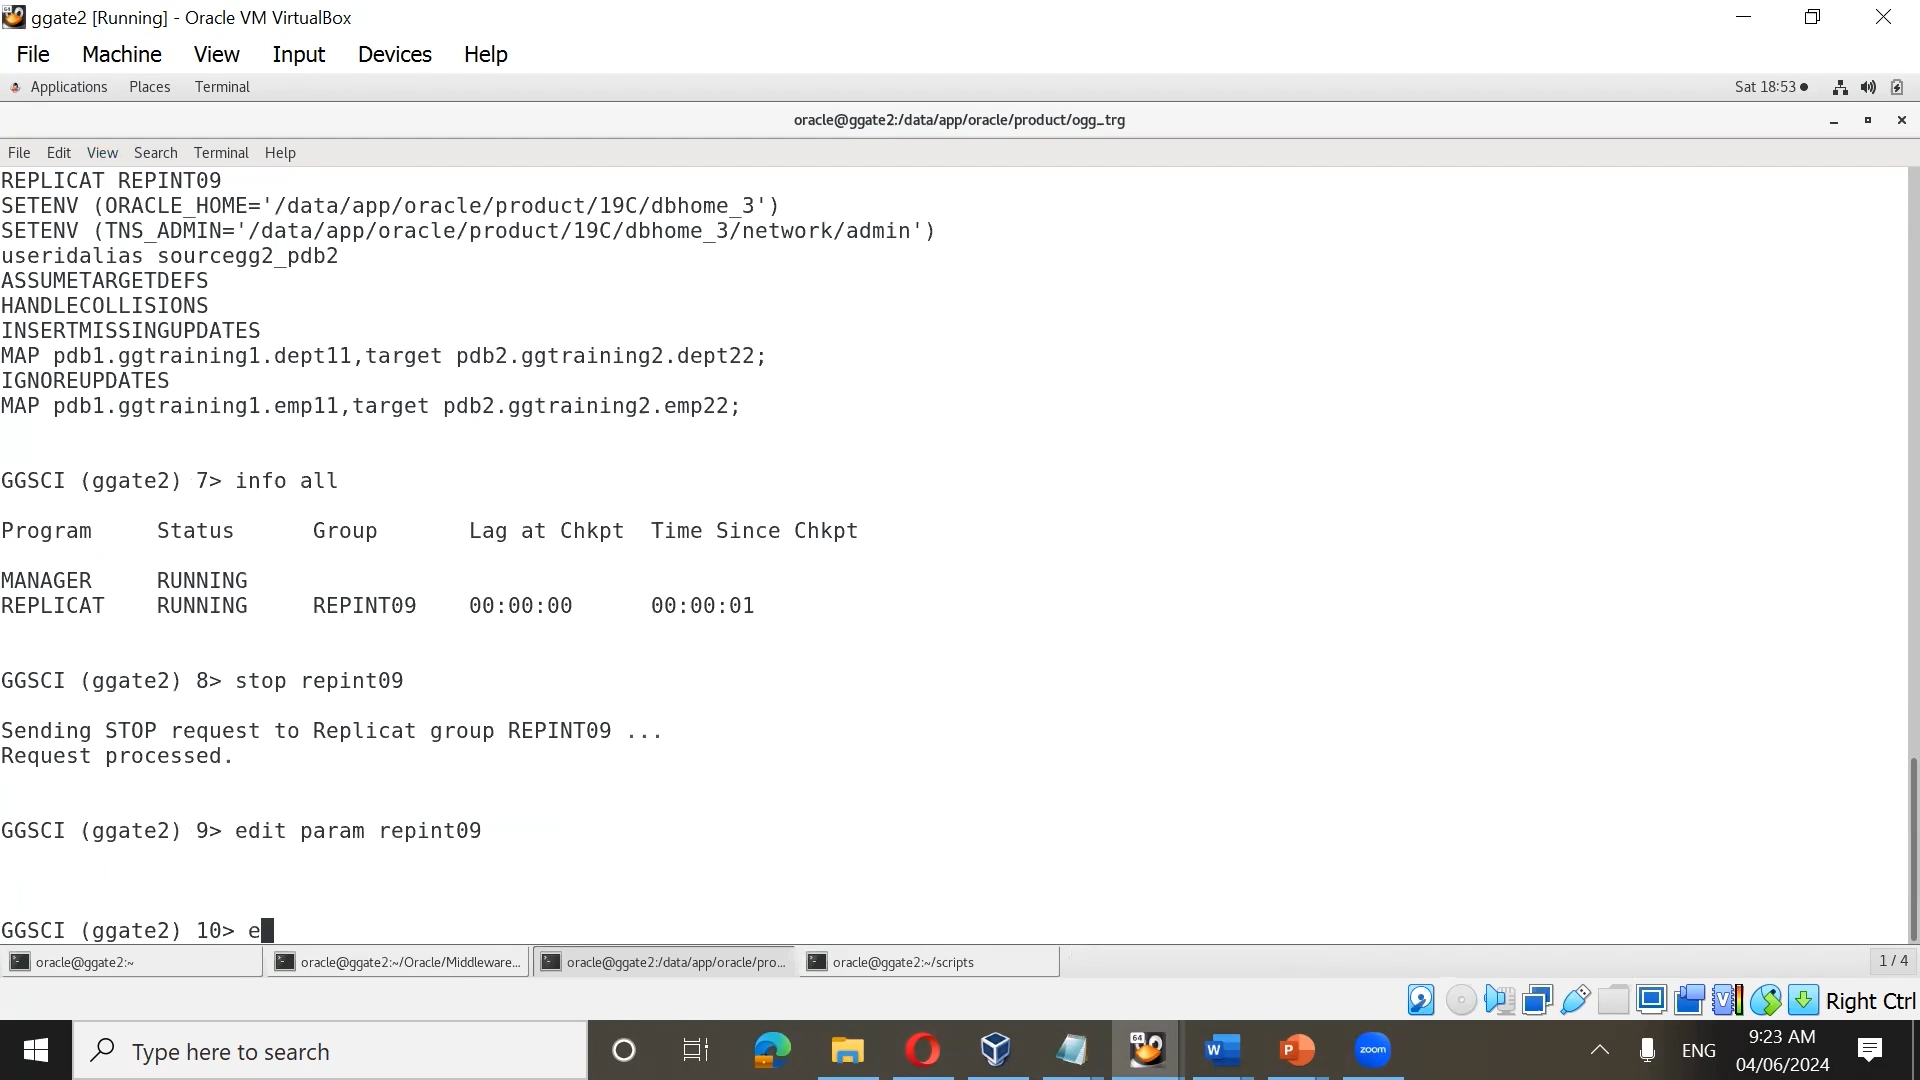 ggate2 [Running] - Oracle VM VirtualBox
File Machine View Input Devices Help
Applications Places Terminal Sat 18:53
oracle@ggate2:/data/app/oracle/product/ogg_trg
File Edit View Search Terminal Help
REPLICAT REPINT09
SETENV (ORACLE_HOME='/data/app/oracle/product/19C/dbhome_3')
SETENV (TNS_ADMIN='/data/app/oracle/product/19C/dbhome_3/network/admin')
useridalias sourcegg2_pdb2
ASSUMETARGETDEFS
HANDLECOLLISIONS
INSERTMISSINGUPDATES
MAP pdb1.ggtraining1.dept11,target pdb2.ggtraining2.dept22;
IGNOREUPDATES
MAP pdb1.ggtraining1.emp11,target pdb2.ggtraining2.emp22;
GGSCI (ggate2) 7> info all
Program Status Group Lag at Chkpt Time Since Chkpt
MANAGER RUNNING
REPLICAT RUNNING REPINT09 00:00:00 00:00:01
GGSCI (ggate2) 8> stop repint09
Sending STOP request to Replicat group REPINT09 ...
Request processed.
GGSCI (ggate2) 9> edit param repint09
GGSCI (ggate2) 10> e
oracle@ggate2:~ oracle@ggate2:~/Oracle/Middleware... oracle@ggate2:/data/app/oracle/pro... oracle@ggate2:~/scripts 1 / 4
Right Ctrl
Type here to search
64
W
P
zoom
ENG
9:23 AM
04/06/2024